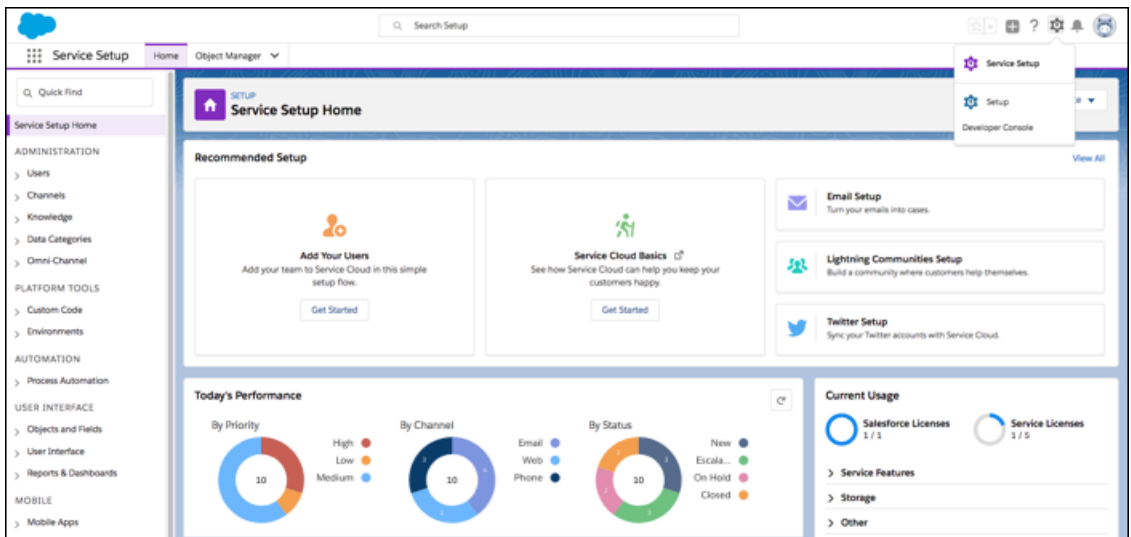 Search Setup
Service Setup
Home
Object Manager
Service Setup
Setup
Developer Console
Quick Find
Service Setup Home
ADMINISTRATION
Users
Channels
Knowledge
Data Categories
Omni-Channel
PLATFORM TOOLS
Custom Code
Environments
AUTOMATION
Process Automation
USER INTERFACE
Objects and Fields
User Interface
Reports & Dashboards
MOBILE
Mobile Apps
SETUP
Service Setup Home
Recommended Setup
View All
Add Your Users
Add your team to Service Cloud in this simple
setup flow.
Get Started
Service Cloud Basics
See how Service Cloud can help you keep your
customers happy.
Get Started
Email Setup
Turn your emails into cases.
Lightning Communities Setup
Build a community where customers help themselves.
Twitter Setup
Sync your Twitter accounts with Service Cloud.
Today's Performance
By Priority
10
High
Low
Medium
By Channel
10
Email
Web
Phone
By Status
10
New
Escala...
On Hold
Closed
Current Usage
Salesforce Licenses
1 / 1
Service Licenses
1 / 5
Service Features
Storage
Other